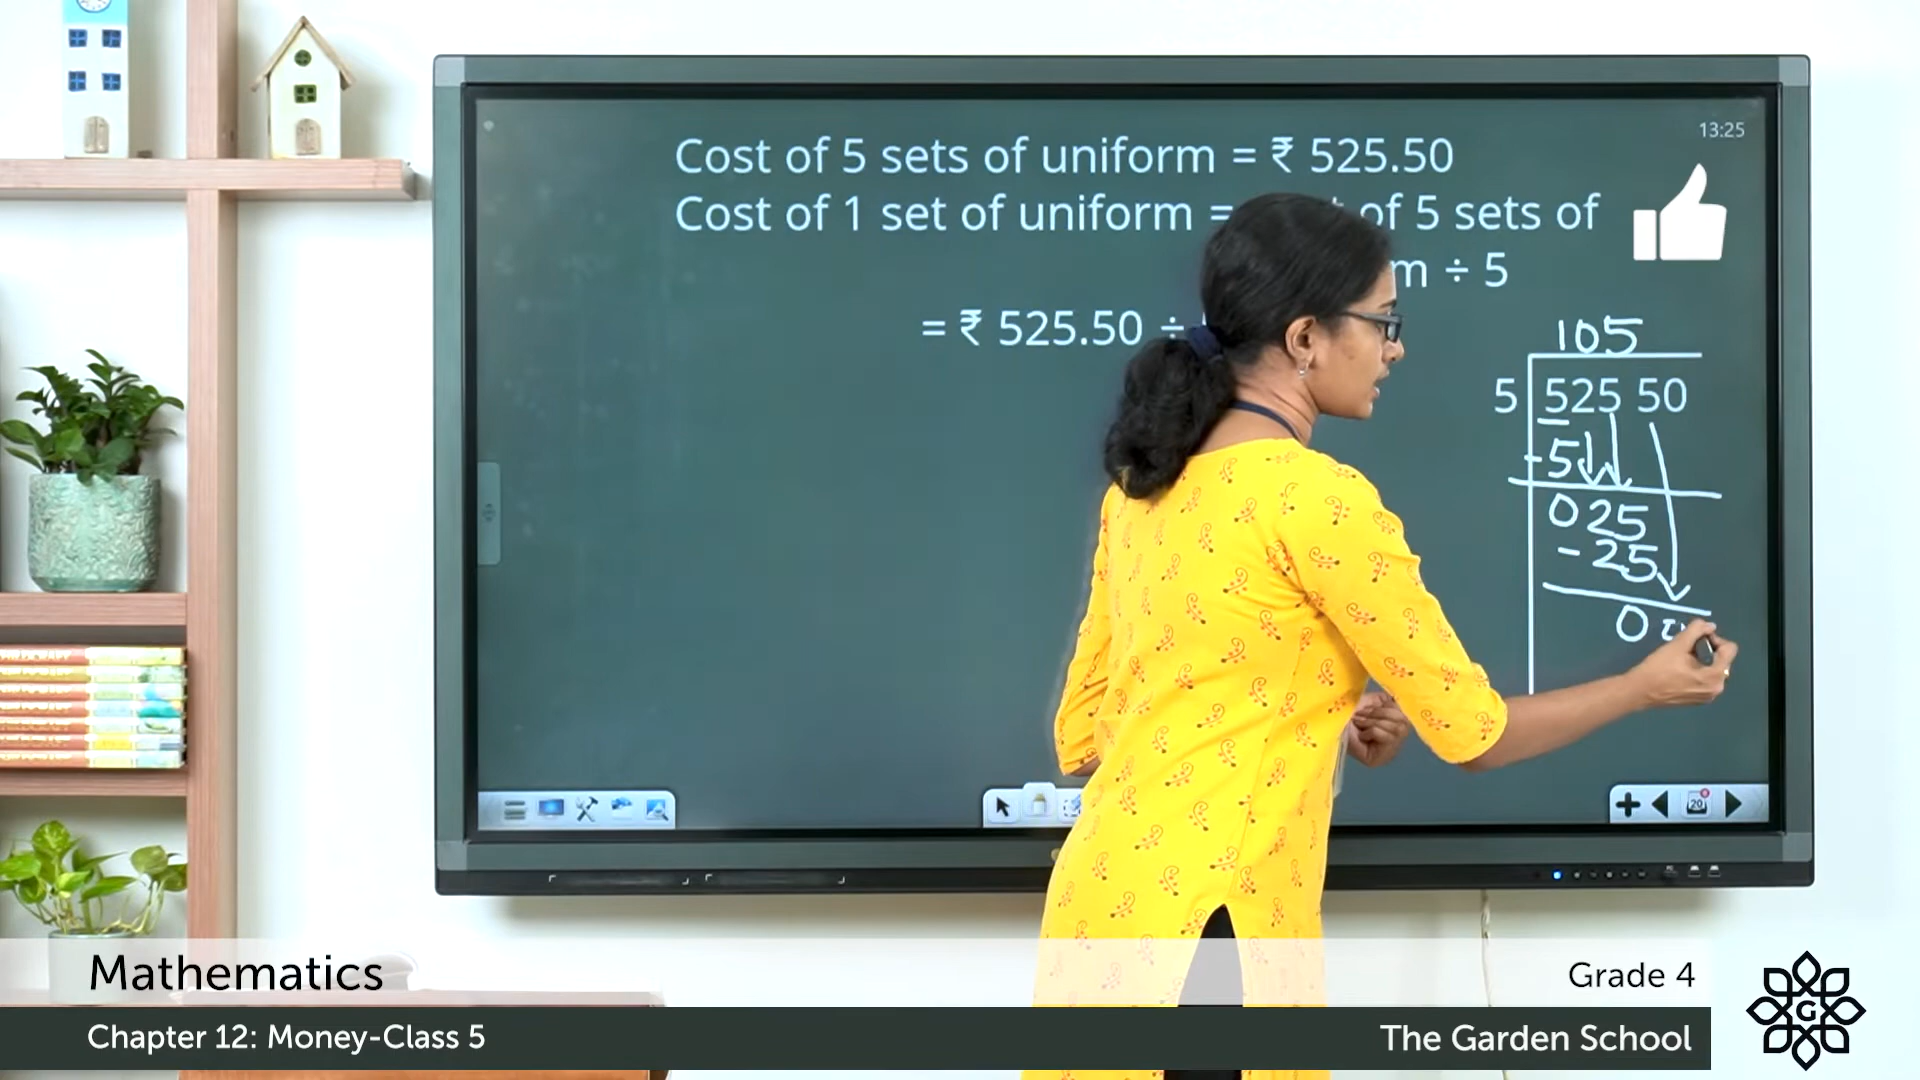 13:25
Cost of 5 sets of uniform = ₹ 525.50
Cost of 1 set of uniform = of 5 sets of
m ÷ 5
= ₹ 525.50 ÷
105
5 525 50
- 5
025
- 25
0
20
Mathematics
Grade 4
Chapter 12: Money-Class 5
The Garden School
G